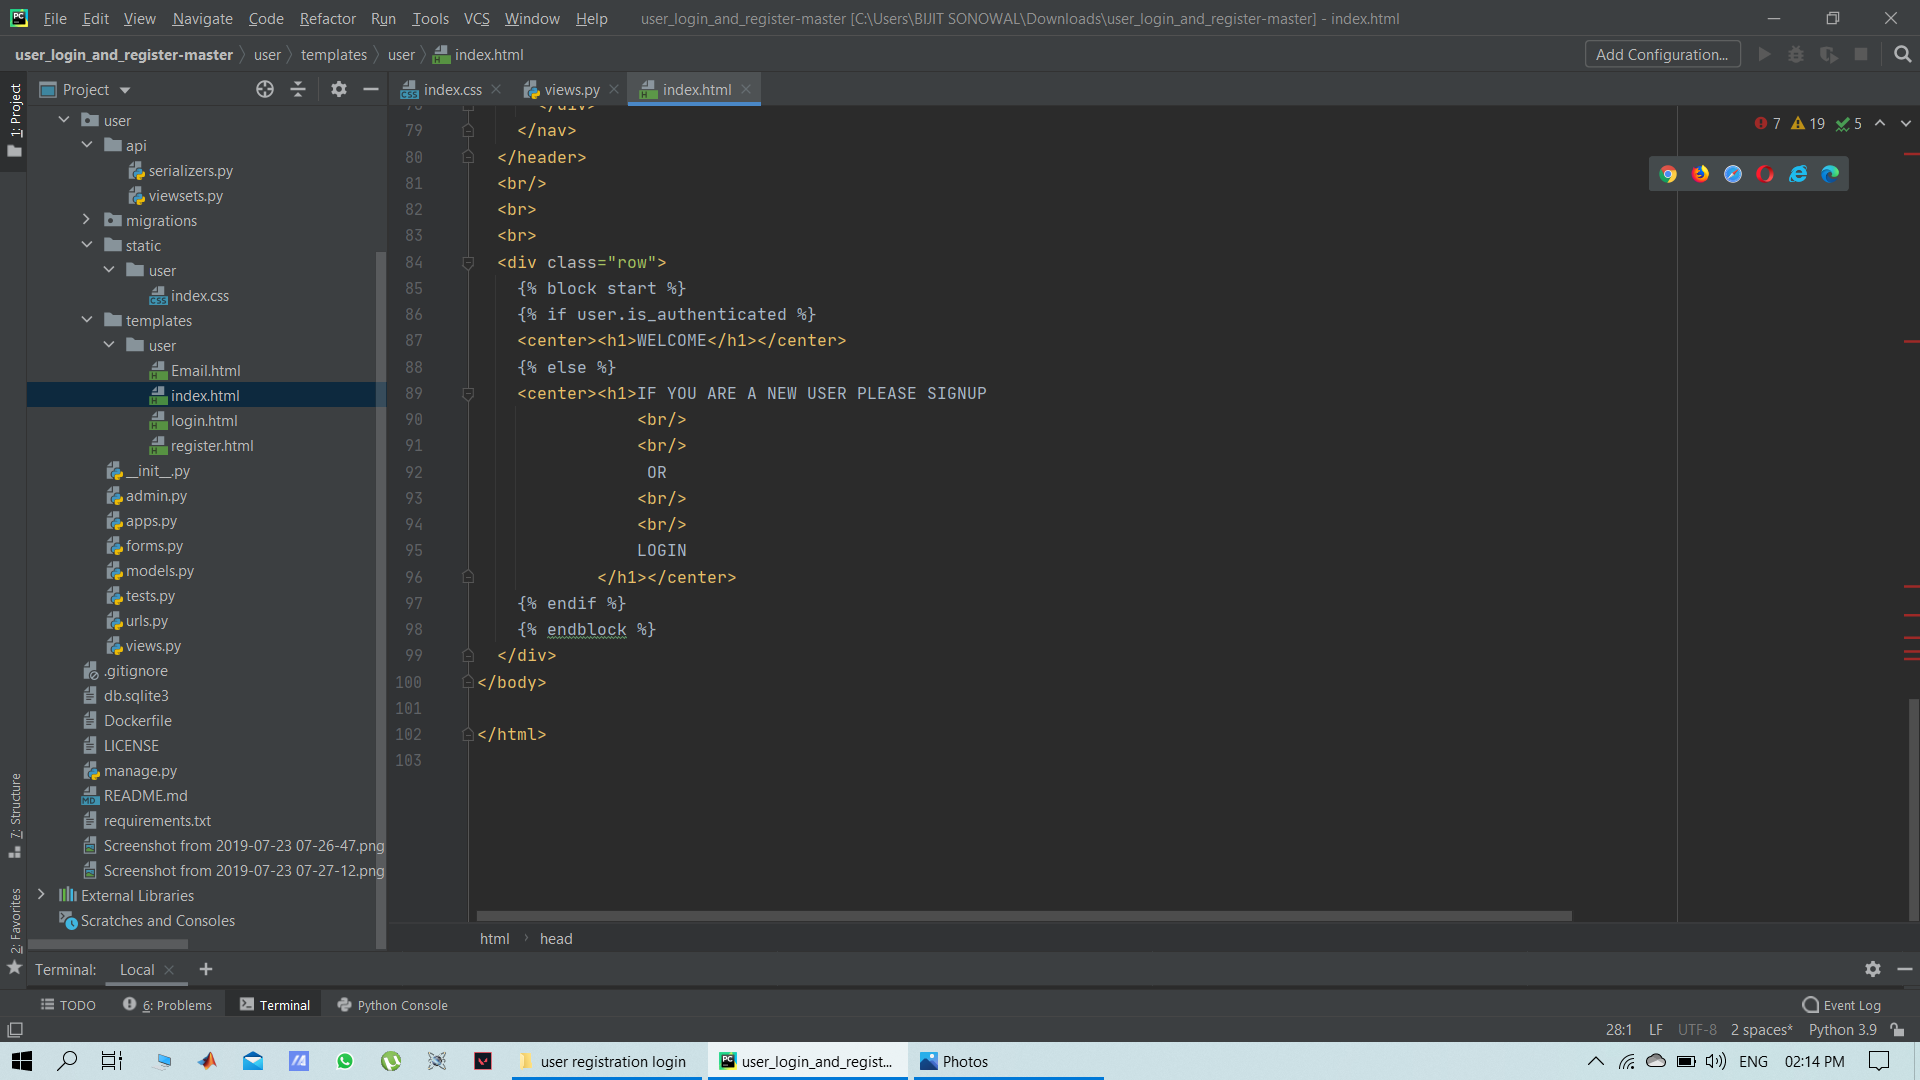 File Edit View Navigate Code Refactor Run Tools VCS Window Help user_login_and_register-master [C:\Users\BIJIT SONOWAL\Downloads\user_login_and_register-master] - index.html
user_login_and_register-master user templates user index.html Add Configuration...
1: Project
Project
index.css views.py index.html
7 19 5
user
api
serializers.py
viewsets.py
migrations
static
user
index.css
templates
user
Email.html
index.html
login.html
register.html
__init__.py
admin.py
apps.py
forms.py
models.py
tests.py
urls.py
views.py
.gitignore
db.sqlite3
Dockerfile
LICENSE
manage.py
README.md
requirements.txt
Screenshot from 2019-07-23 07-26-47.png
Screenshot from 2019-07-23 07-27-12.png
External Libraries
Scratches and Consoles
7: Structure
2: Favorites
79 </nav>
80 </header>
81 <br/>
82 <br>
83 <br>
84 <div class="row">
85 {% block start %}
86 {% if user.is_authenticated %}
87 <center><h1>WELCOME</h1></center>
88 {% else %}
89 <center><h1>IF YOU ARE A NEW USER PLEASE SIGNUP
90 <br/>
91 <br/>
92 OR
93 <br/>
94 <br/>
95 LOGIN
96 </h1></center>
97 {% endif %}
98 {% endblock %}
99 </div>
100 </body>
101
102 </html>
103
html head
Terminal: Local
TODO 6: Problems Terminal Python Console Event Log
28:1 LF UTF-8 2 spaces* Python 3.9
user registration login user_login_and_regist... Photos ENG 02:14 PM